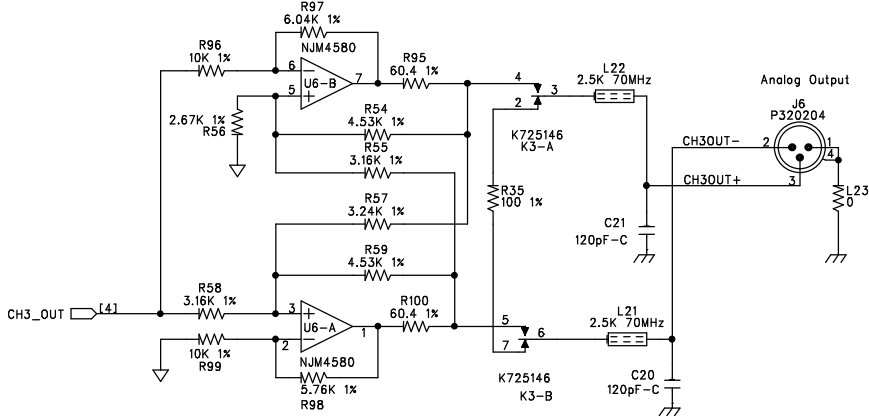 R97
6.04K 1%
NJM4580
R96
10K 1%
6
U6-B
7
5
R95
60.4 1%
2.67K 1%
R56
R54
4.53K 1%
R55
3.16K 1%
4
3
2
K725146
K3-A
L22
2.5K 70MHz
Analog Output
J6
P320204
CH3OUT-
2
1
4
CH3OUT+
3
R35
100 1%
L23
0
C21
120pF-C
R57
3.24K 1%
R59
4.53K 1%
CH3_OUT
[4]
R58
3.16K 1%
3
U6-A
1
2
R100
60.4 1%
10K 1%
R99
NJM4580
5.76K 1%
R98
5
6
7
K725146
K3-B
L21
2.5K 70MHz
C20
120pF-C